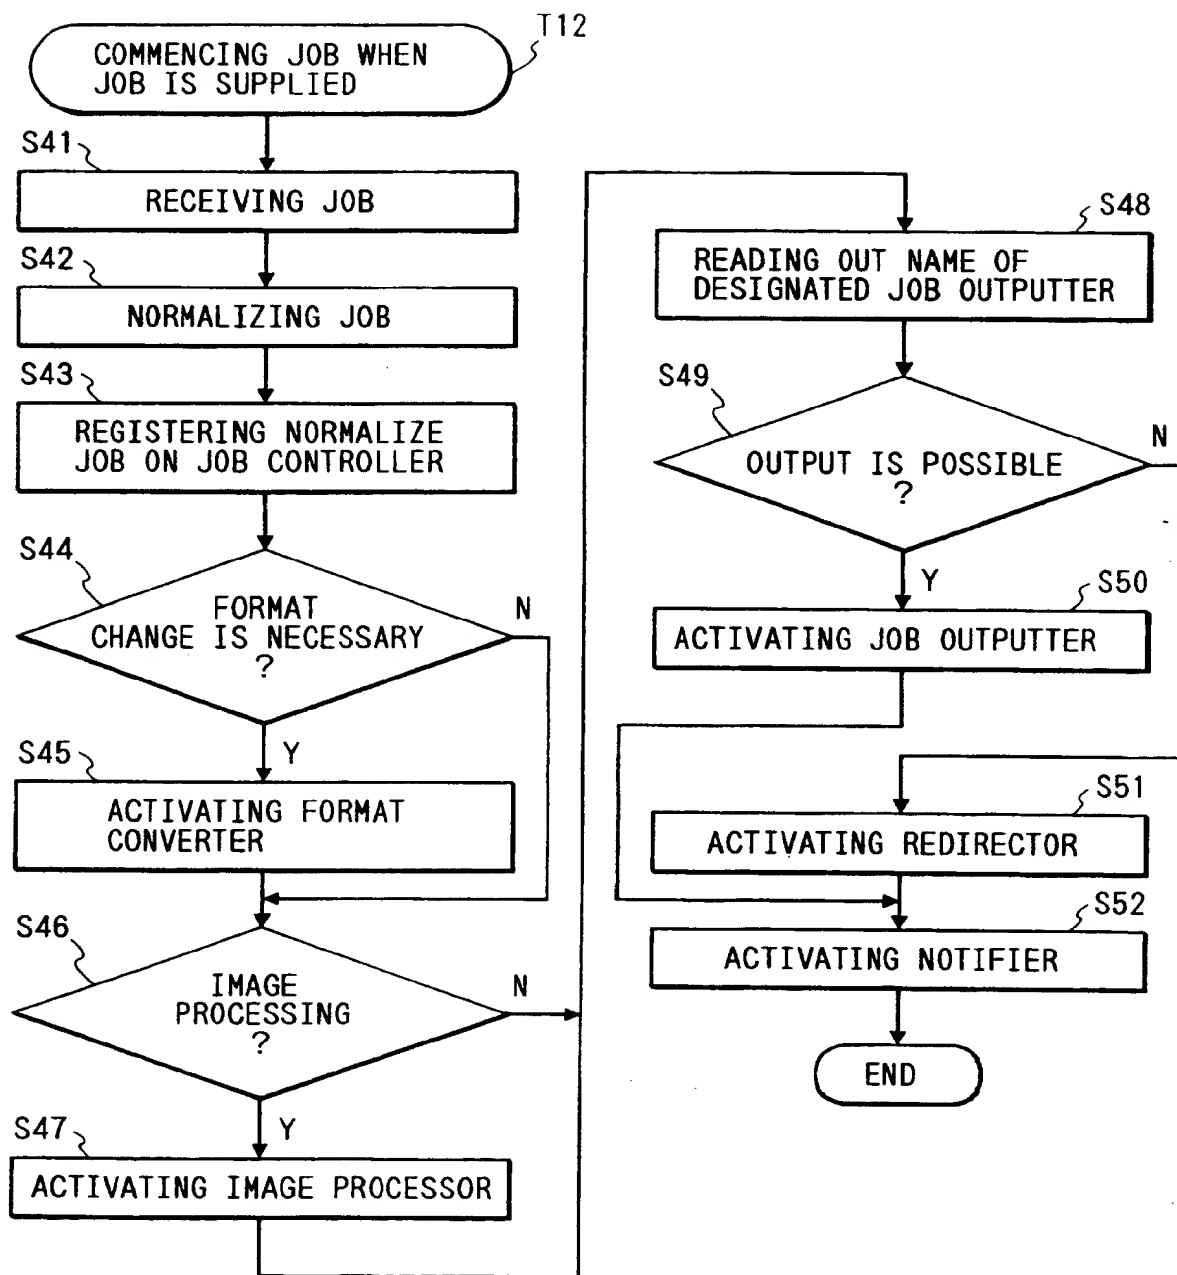 T12
COMMENCING JOB WHEN
JOB IS SUPPLIED
S41
RECEIVING JOB
S42
NORMALIZING JOB
S43
REGISTERING NORMALIZE
JOB ON JOB CONTROLLER
S44
FORMAT
CHANGE IS NECESSARY
?
N
Y
S45
ACTIVATING FORMAT
CONVERTER
S46
IMAGE
PROCESSING
?
N
Y
S47
ACTIVATING IMAGE PROCESSOR
S48
READING OUT NAME OF
DESIGNATED JOB OUTPUTTER
S49
OUTPUT IS POSSIBLE
?
N
Y
S50
ACTIVATING JOB OUTPUTTER
S51
ACTIVATING REDIRECTOR
S52
ACTIVATING NOTIFIER
END